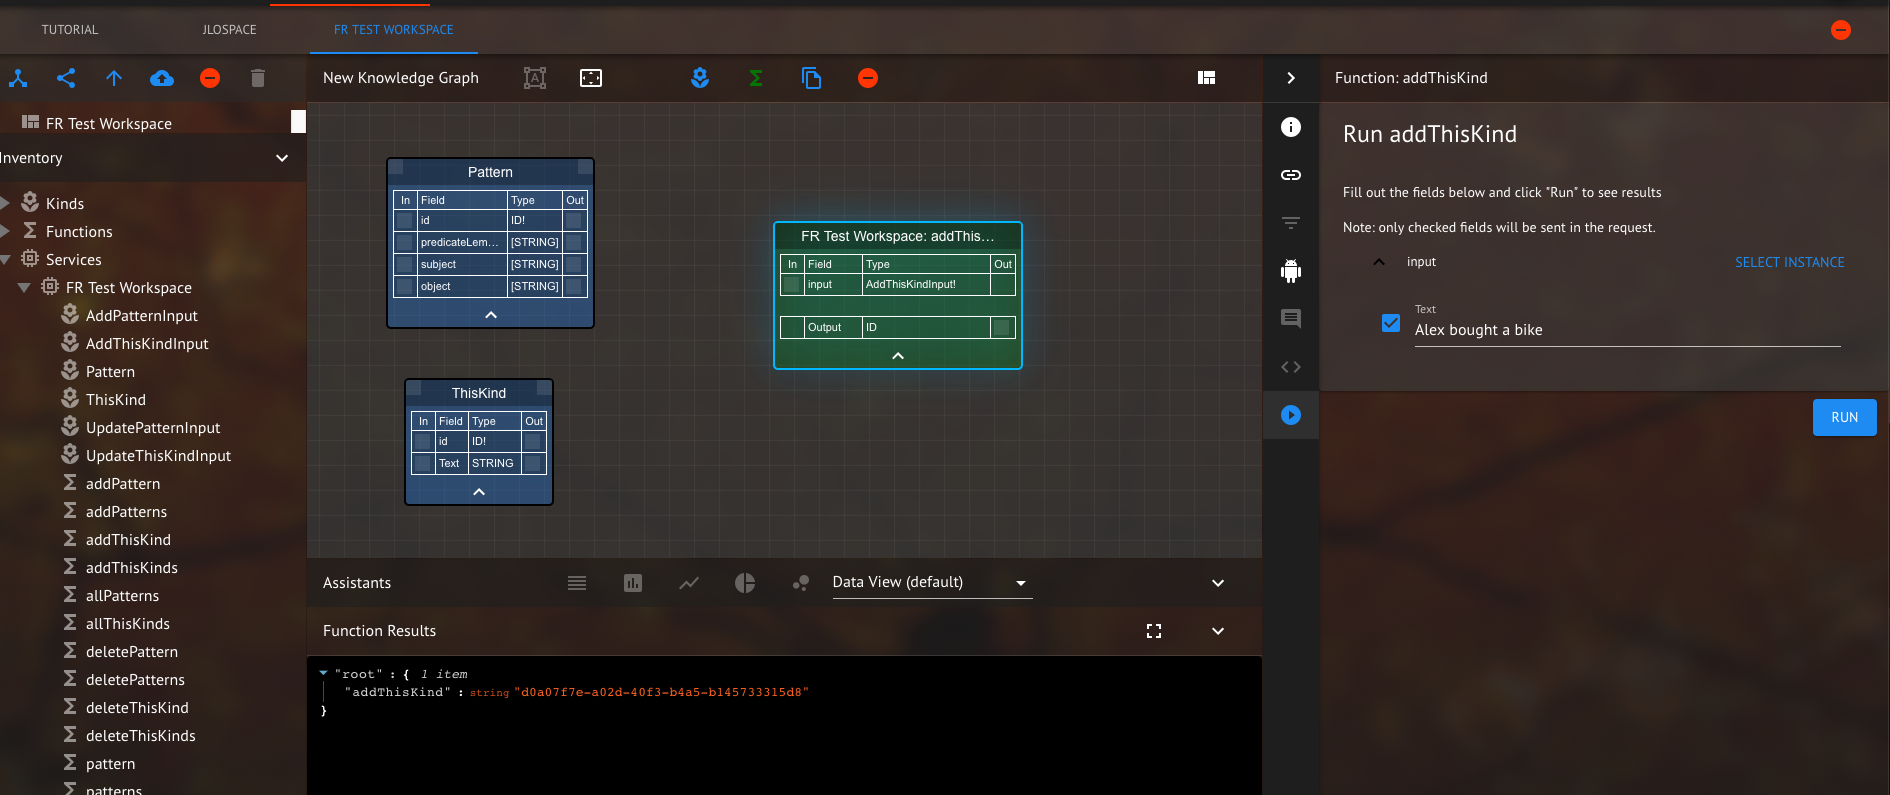 TUTORIAL
JLOSPACE
FR TEST WORKSPACE
New Knowledge Graph
Function: addThisKind
FR Test Workspace
Inventory
Kinds
Functions
Services
FR Test Workspace
AddPatternInput
AddThisKindInput
Pattern
ThisKind
UpdatePatternInput
UpdateThisKindInput
addPattern
addPatterns
addThisKind
addThisKinds
allPatterns
allThisKinds
deletePattern
deletePatterns
deleteThisKind
deleteThisKinds
pattern
patterns
Pattern
In Field Type Out
id ID!
predicateLem... [STRING]
subject [STRING]
object [STRING]
ThisKind
In Field Type Out
id ID!
Text STRING
FR Test Workspace: addThis...
In Field Type Out
input AddThisKindInput!
Output ID
Assistants
Data View (default)
Function Results
"root" : { 1 item
"addThisKind" : string "d0a07f7e-a02d-40f3-b4a5-b145733315d8"
}
Run addThisKind
Fill out the fields below and click "Run" to see results
Note: only checked fields will be sent in the request.
input
SELECT INSTANCE
Text
Alex bought a bike
RUN